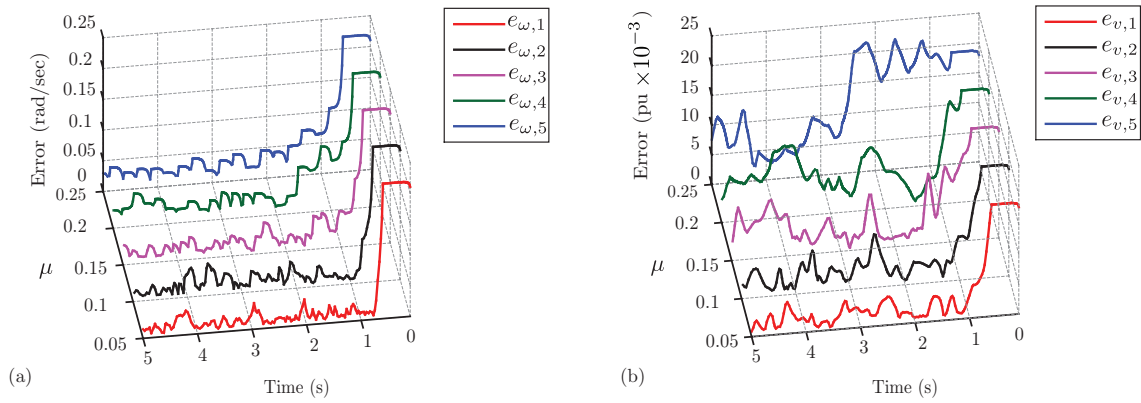 0.25
0.2
0.15
0.1
0.05
0
Error (rad/sec)
0.25
0.2
0.15
0.1
0.05
μ
5
4
3
2
1
0
Time (s)
(a)
e_{ω,1}
e_{ω,2}
e_{ω,3}
e_{ω,4}
e_{ω,5}
25
20
15
10
5
0
Error (pu ×10^{−3})
0.25
0.2
0.15
0.1
0.05
μ
5
4
3
2
1
0
Time (s)
(b)
e_{v,1}
e_{v,2}
e_{v,3}
e_{v,4}
e_{v,5}